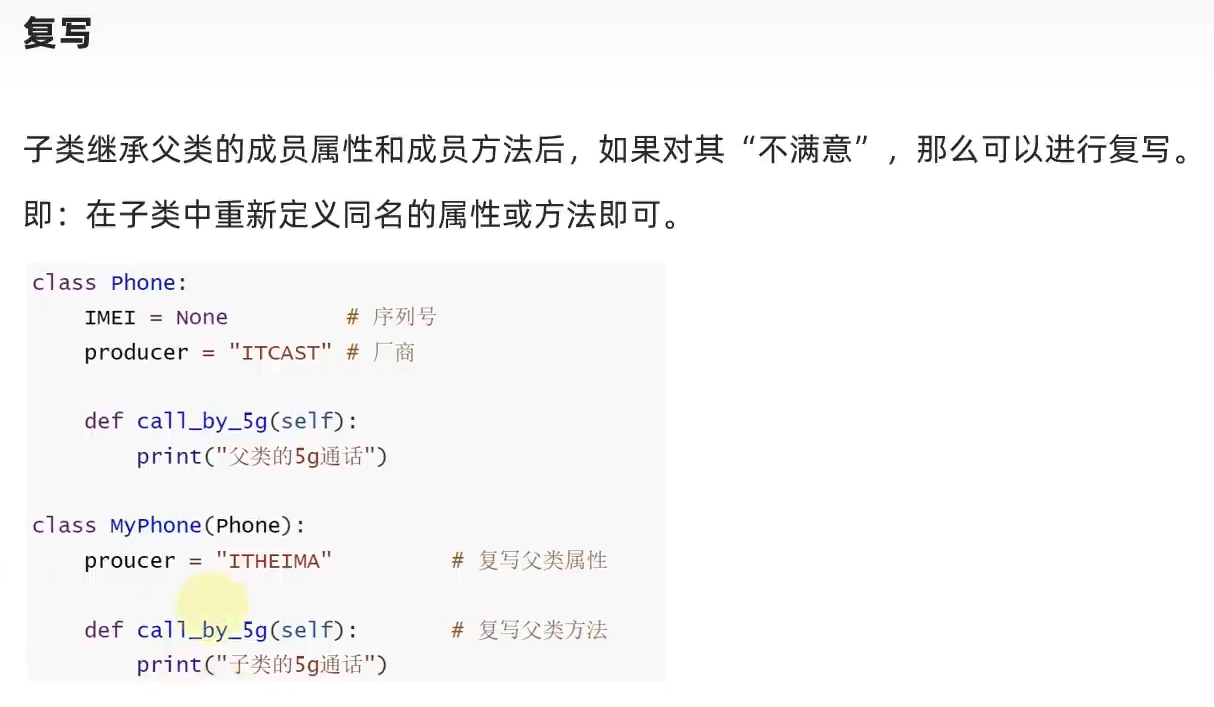 复写
子类继承父类的成员属性和成员方法后，如果对其“不满意”，那么可以进行复写。
即：在子类中重新定义同名的属性或方法即可。
class Phone:
    IMEI = None         # 序列号
    producer = "ITCAST" # 厂商

    def call_by_5g(self):
        print("父类的5g通话")

class MyPhone(Phone):
    proucer = "ITHEIMA"         # 复写父类属性

    def call_by_5g(self):       # 复写父类方法
        print("子类的5g通话")